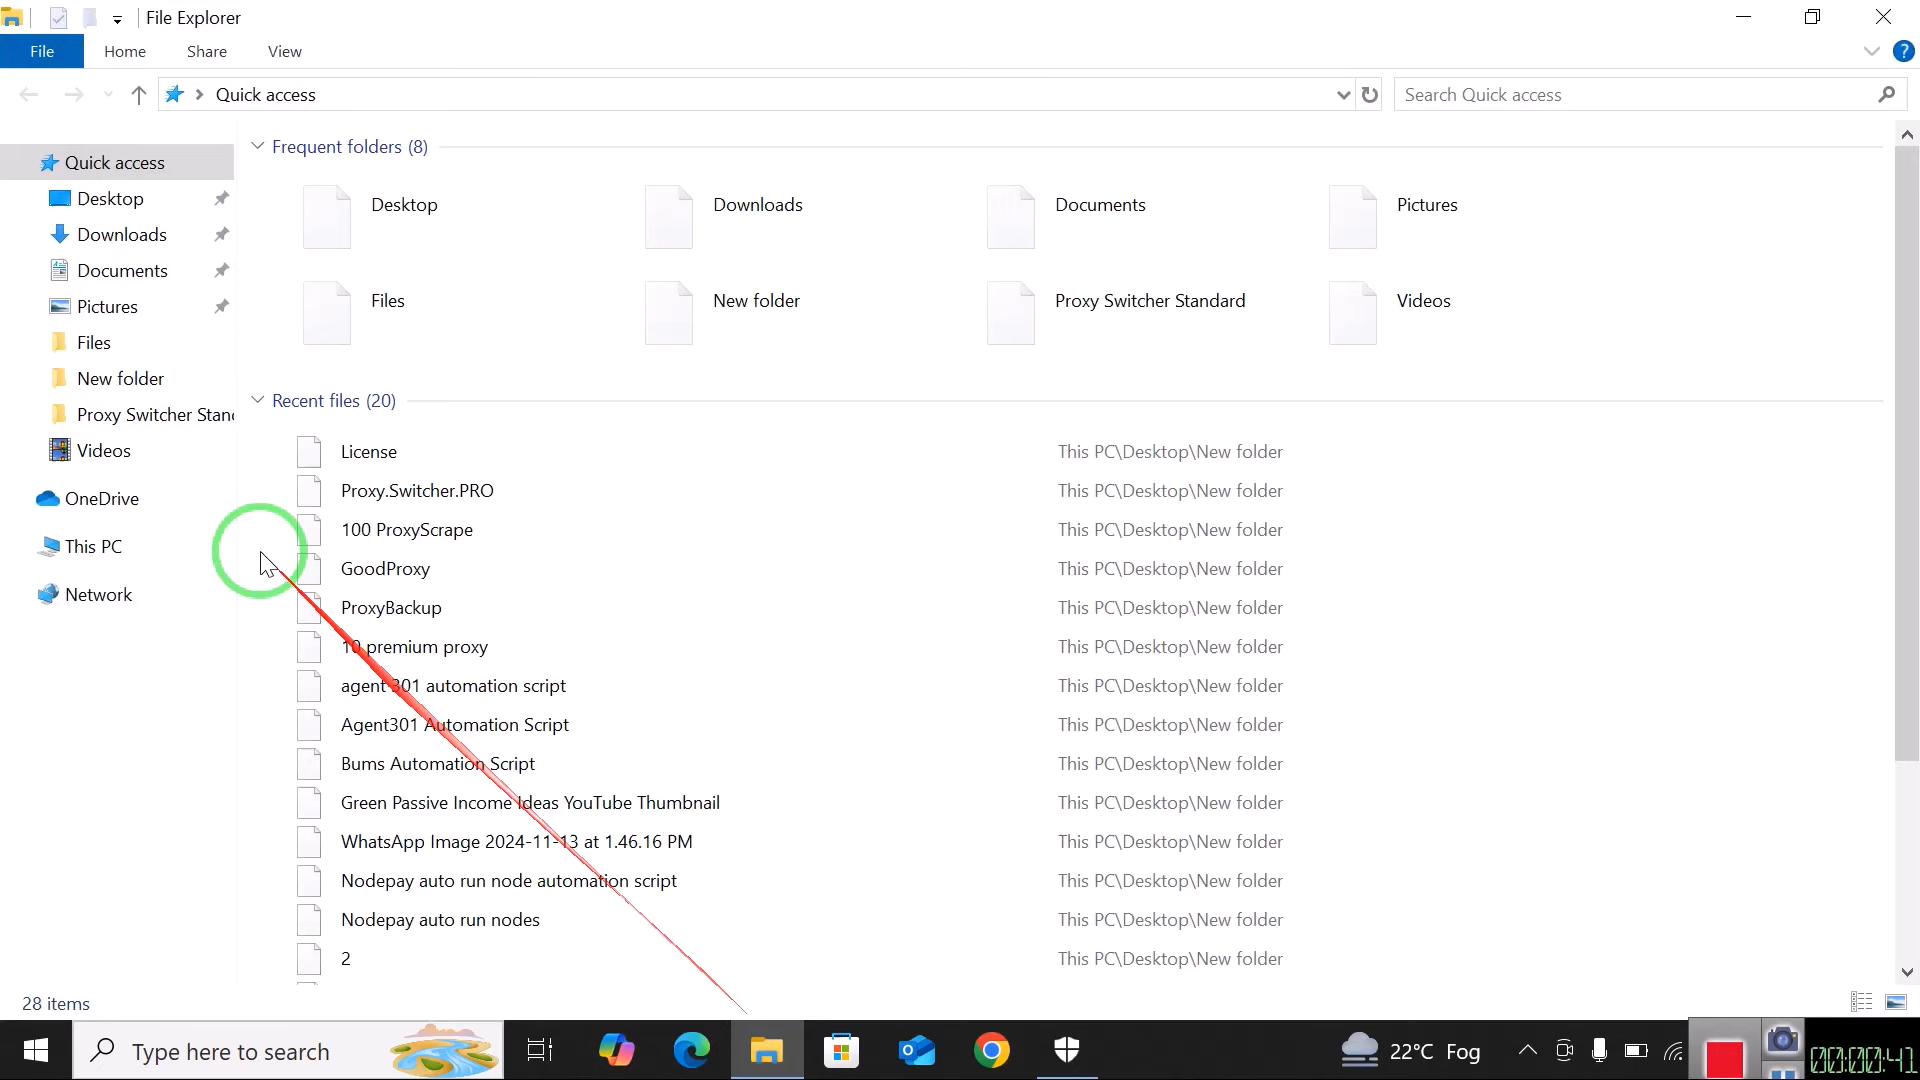 File Explorer
File Home Share View
Quick access
Search Quick access
Quick access
Desktop
Downloads
Documents
Pictures
Files
New folder
Proxy Switcher Stand
Videos
OneDrive
This PC
Network
Frequent folders (8)
Desktop Downloads Documents Pictures
Files New folder Proxy Switcher Standard Videos
Recent files (20)
License This PC\Desktop\New folder
Proxy.Switcher.PRO This PC\Desktop\New folder
100 ProxyScrape This PC\Desktop\New folder
GoodProxy This PC\Desktop\New folder
ProxyBackup This PC\Desktop\New folder
10 premium proxy This PC\Desktop\New folder
agent 301 automation script This PC\Desktop\New folder
Agent301 Automation Script This PC\Desktop\New folder
Bums Automation Script This PC\Desktop\New folder
Green Passive Income Ideas YouTube Thumbnail This PC\Desktop\New folder
WhatsApp Image 2024-11-13 at 1.46.16 PM This PC\Desktop\New folder
Nodepay auto run node automation script This PC\Desktop\New folder
Nodepay auto run nodes This PC\Desktop\New folder
2 This PC\Desktop\New folder
28 items
Type here to search
22°C Fog
00:00:41